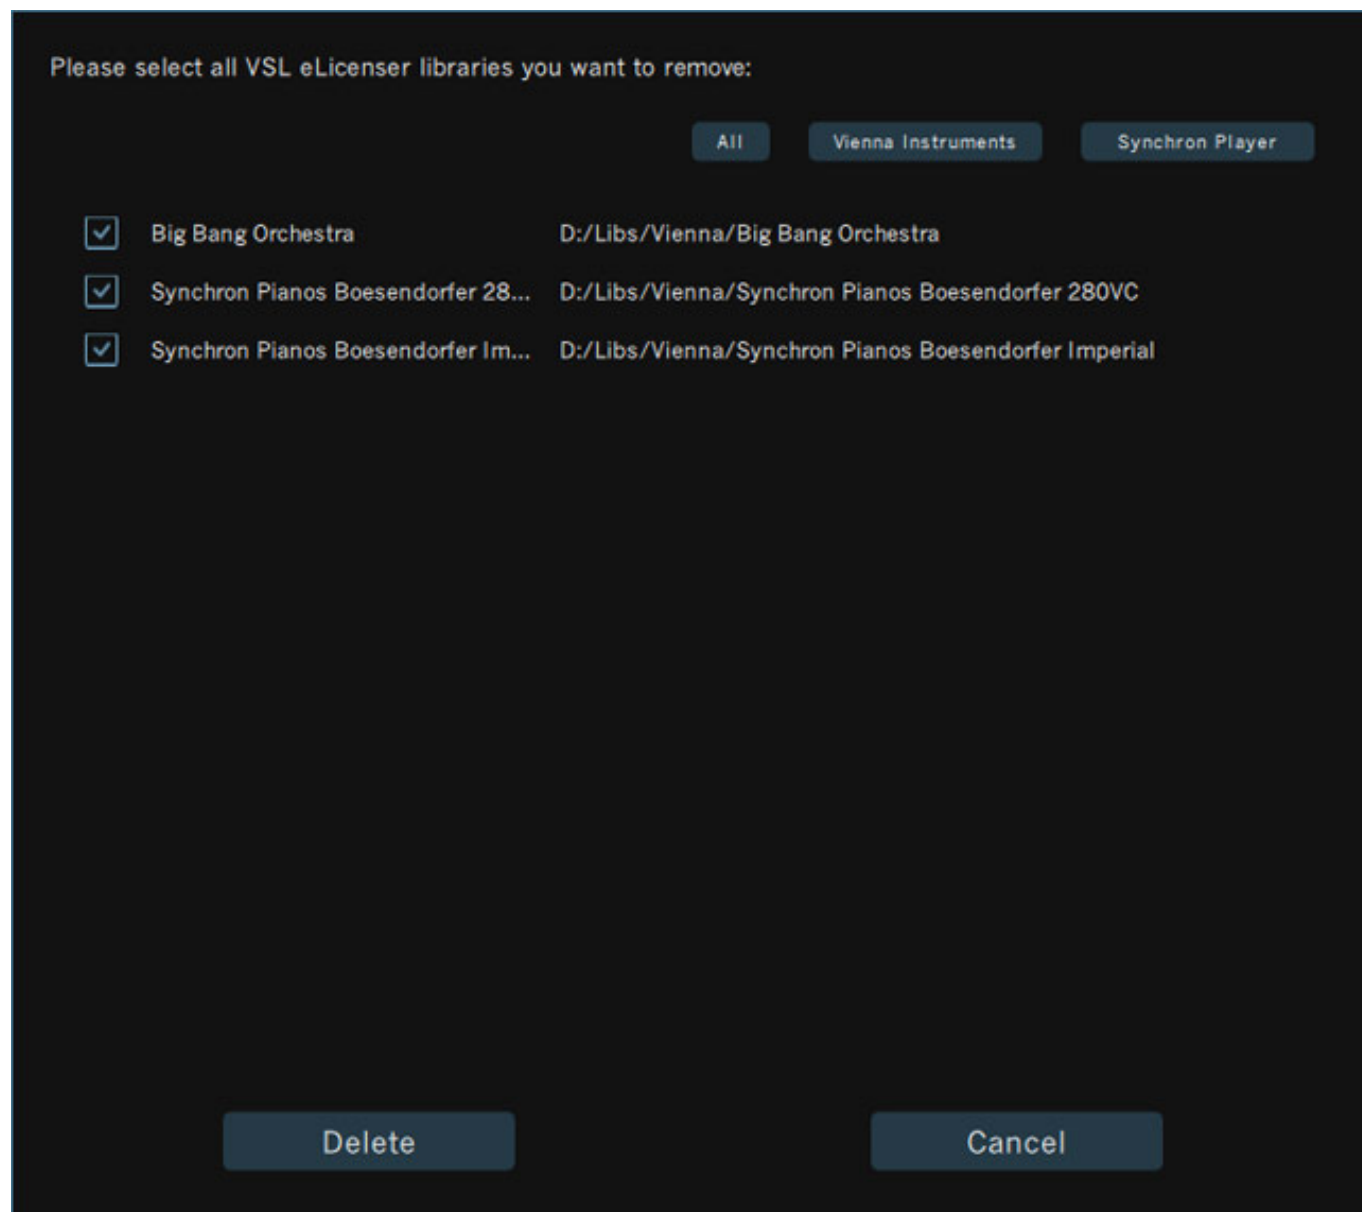 Please select all VSL eLicenser libraries you want to remove:
All Vienna Instruments Synchron Player
Big Bang Orchestra D:/Libs/Vienna/Big Bang Orchestra
Synchron Pianos Boesendorfer 28... D:/Libs/Vienna/Synchron Pianos Boesendorfer 280VC
Synchron Pianos Boesendorfer Im... D:/Libs/Vienna/Synchron Pianos Boesendorfer Imperial
Delete Cancel